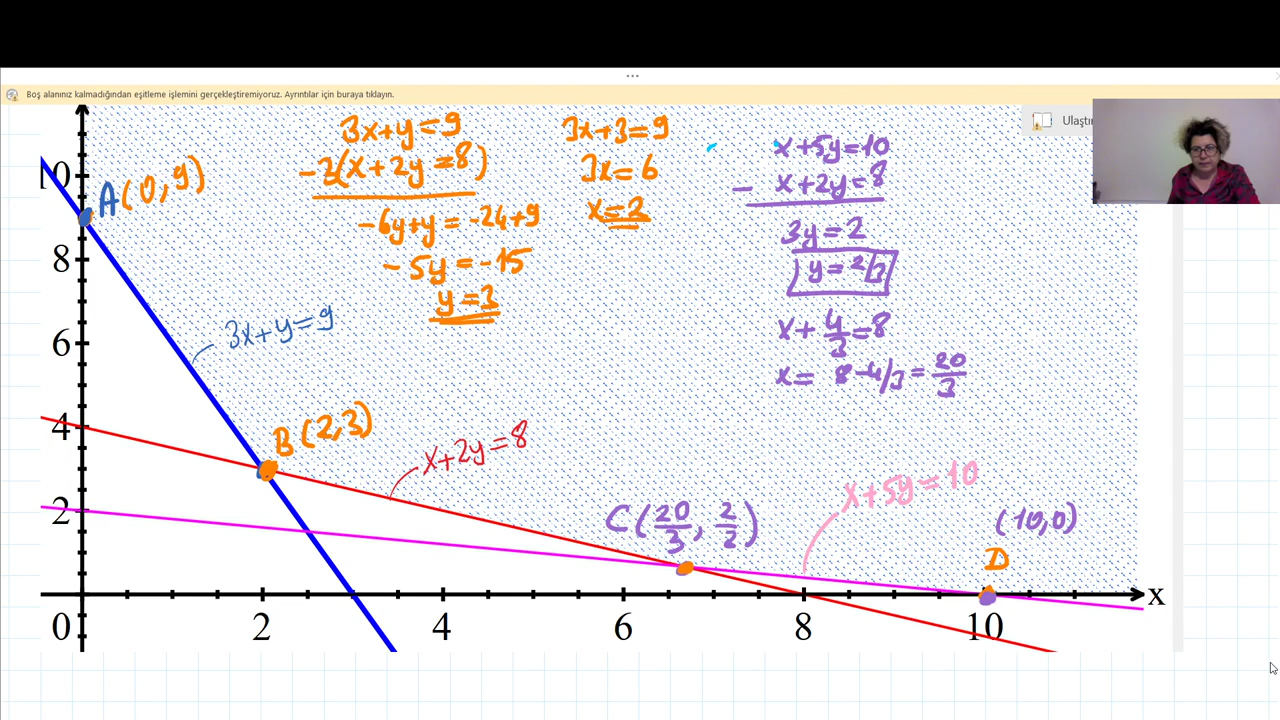 Boş alanınız kalmadığından eşitleme işlemini gerçekleştiremiyoruz. Ayrıntılar için buraya tıklayın.
Ulaştır
3x+y=9
-3(x+2y=8)
-6y+y=-24+9
-5y=-15
y=3
3x+3=9
3x=6
x=2
x+5y=10
- x+2y=8
3y=2
y=2/3
x+4/3=8
x= 8-4/3=20/3
A(0,9)
3x+y=9
B(2,3)
x+2y=8
C(20/3, 2/2)
x+5y=10
(10,0)
D
x
0
8
6
4
2
0
2
4
6
8
10